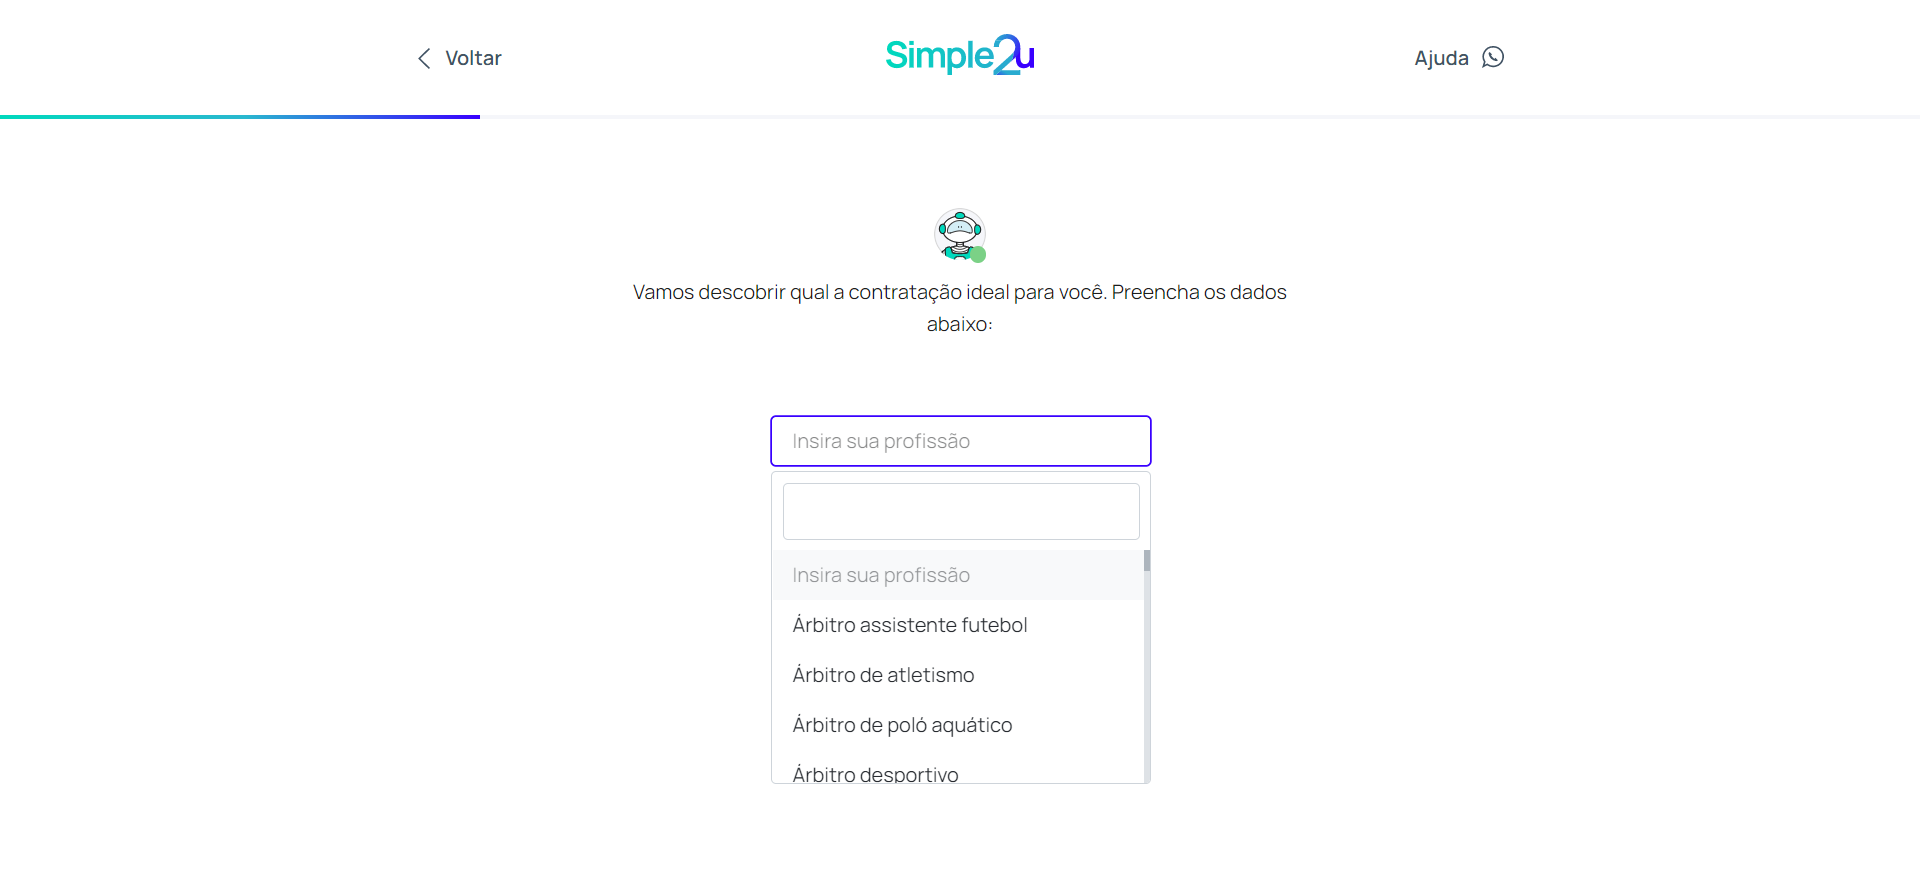 Voltar
Simple2u
Ajuda
Vamos descobrir qual a contratação ideal para você. Preencha os dados
abaixo:
Insira sua profissão
Insira sua profissão
Árbitro assistente futebol
Árbitro de atletismo
Árbitro de poló aquático
Árbitro desportivo